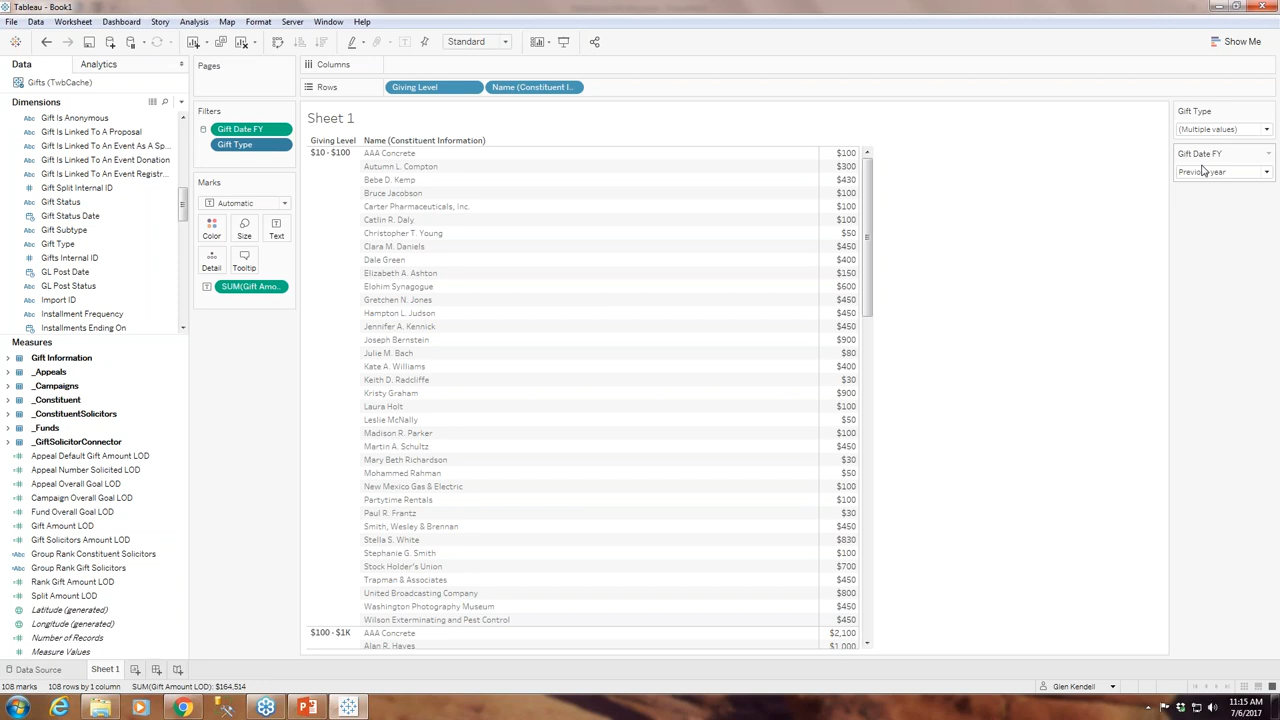 Tableau - Book1
File Data Worksheet Dashboard Story Analysis Map Format Server Window Help
Standard
Show Me
Data Analytics
Gifts (TwbCache)
Dimensions
Abc Gift Is Anonymous
Abc Gift Is Linked To A Proposal
Abc Gift Is Linked To An Event As A Sp...
Abc Gift Is Linked To An Event Donation
Abc Gift Is Linked To An Event Registr...
# Gift Split Internal ID
Abc Gift Status
Gift Status Date
Abc Gift Subtype
Abc Gift Type
# Gifts Internal ID
GL Post Date
Abc GL Post Status
Abc Import ID
Abc Installment Frequency
Abc Installments Ending On
Measures
Gift Information
_Appeals
_Campaigns
_Constituent
_ConstituentSolicitors
_Funds
_GiftSolicitorConnector
Appeal Default Gift Amount LOD
Appeal Number Solicited LOD
Appeal Overall Goal LOD
Campaign Overall Goal LOD
Fund Overall Goal LOD
Gift Amount LOD
Gift Solicitors Amount LOD
Group Rank Constituent Solicitors
Group Rank Gift Solicitors
Rank Gift Amount LOD
Split Amount LOD
Latitude (generated)
Longitude (generated)
Number of Records
Measure Values
Pages
Filters
Gift Date FY
Gift Type
Marks
Automatic
Color Size Text
Detail Tooltip
SUM(Gift Amo..
Columns
Rows Giving Level Name (Constituent I..
Sheet 1
Giving Level Name (Constituent Information)
$10 - $100 AAA Concrete $100
Autumn L. Compton $300
Bebe D. Kemp $430
Bruce Jacobson $100
Carter Pharmaceuticals, Inc. $100
Catlin R. Daly $100
Christopher T. Young $50
Clara M. Daniels $450
Dale Green $400
Elizabeth A. Ashton $150
Elohim Synagogue $600
Gretchen N. Jones $450
Hampton L. Judson $450
Jennifer A. Kennick $400
Joseph Bernstein $900
Julie M. Bach $80
Kate A. Williams $400
Keith D. Radcliffe $30
Kristy Graham $900
Laura Holt $100
Leslie McNally $50
Madison R. Parker $100
Martin A. Schultz $450
Mary Beth Richardson $30
Mohammed Rahman $50
New Mexico Gas & Electric $100
Partytime Rentals $100
Paul R. Frantz $30
Smith, Wesley & Brennan $450
Stella S. White $830
Stephanie G. Smith $100
Stock Holder's Union $700
Trapman & Associates $450
United Broadcasting Company $800
Washington Photography Museum $450
Wilson Exterminating and Pest Control $450
$100 - $1K AAA Concrete $2,100
Alan R. Hayes $1,000
Gift Type
(Multiple values)
Gift Date FY
Previous year
Data Source Sheet 1
108 marks 108 rows by 1 column SUM(Gift Amount LOD): $164,514
Glen Kendell
11:15 AM
7/6/2017